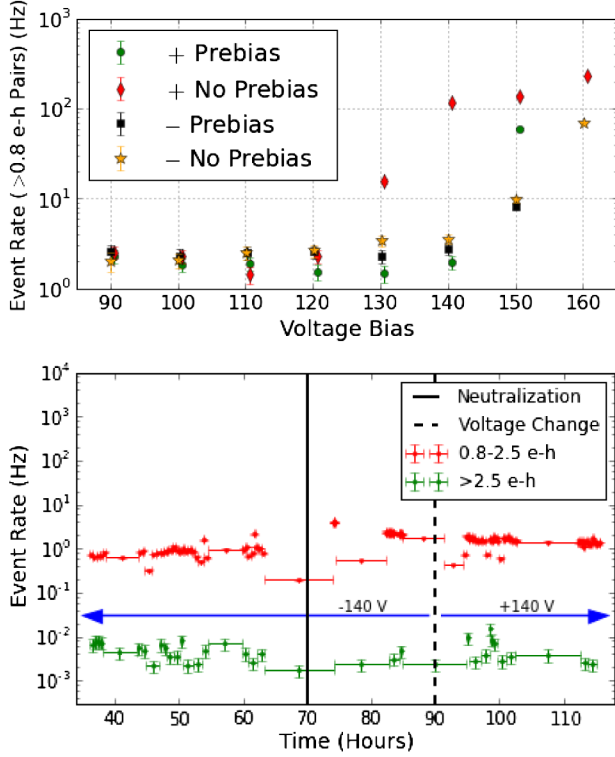 Event Rate ( >0.8 e-h Pairs) (Hz)
10³
10²
10¹
10⁰
+ Prebias
+ No Prebias
− Prebias
− No Prebias
90 100 110 120 130 140 150 160
Voltage Bias
Event Rate (Hz)
10⁴
10³
10²
10¹
10⁰
10⁻¹
10⁻²
10⁻³
Neutralization
Voltage Change
0.8-2.5 e-h
>2.5 e-h
-140 V +140 V
40 50 60 70 80 90 100 110
Time (Hours)